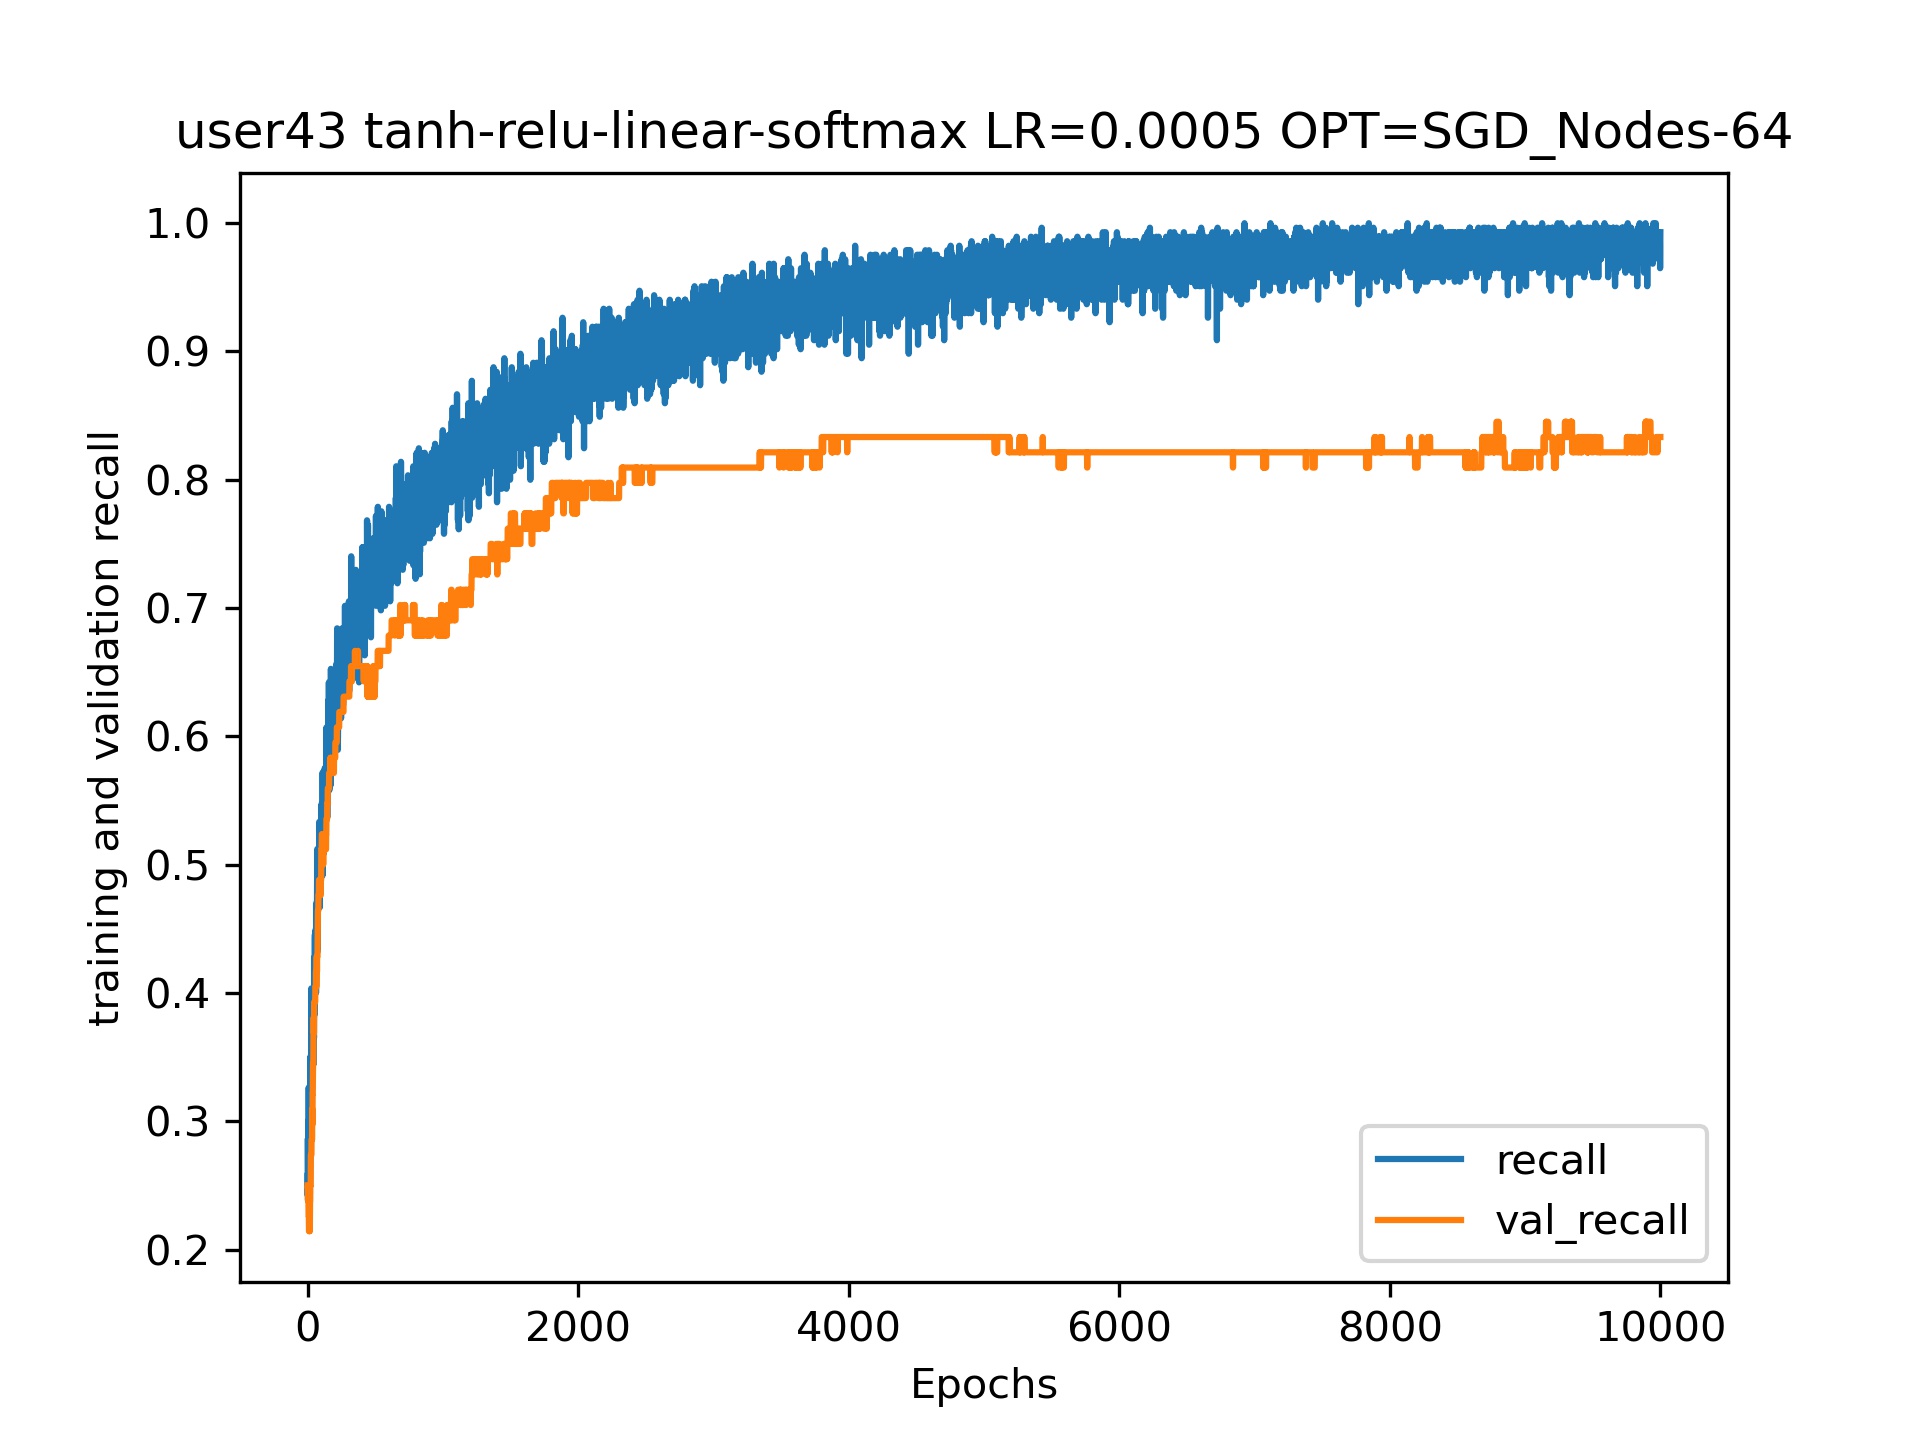 user43 tanh-relu-linear-softmax LR=0.0005 OPT=SGD_Nodes-64
training and validation recall
1.0
0.9
0.8
0.7
0.6
0.5
0.4
0.3
0.2
recall
val_recall
0 2000 4000 6000 8000 10000
Epochs